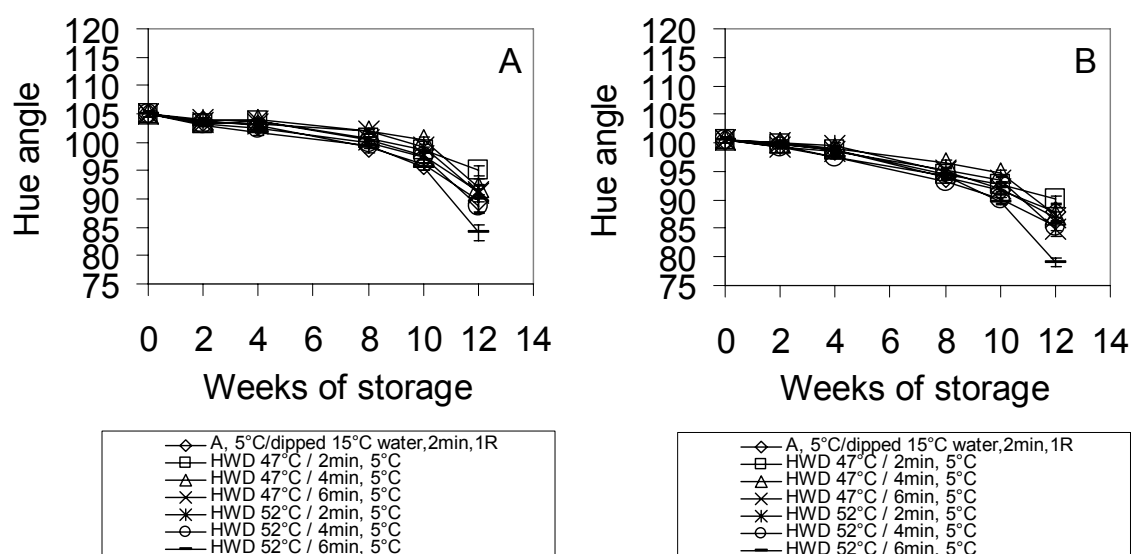 120
115
110
105
100
95
90
85
80
75
Hue angle
A
0 2 4 6 8 10 12 14
Weeks of storage
A, 5°C/dipped 15°C water,2min,1R
HWD 47°C / 2min, 5°C
HWD 47°C / 4min, 5°C
HWD 47°C / 6min, 5°C
HWD 52°C / 2min, 5°C
HWD 52°C / 4min, 5°C
HWD 52°C / 6min, 5°C
120
115
110
105
100
95
90
85
80
75
Hue angle
B
0 2 4 6 8 10 12 14
Weeks of storage
A, 5°C/dipped 15°C water,2min,1R
HWD 47°C / 2min, 5°C
HWD 47°C / 4min, 5°C
HWD 47°C / 6min, 5°C
HWD 52°C / 2min, 5°C
HWD 52°C / 4min, 5°C
HWD 52°C / 6min, 5°C